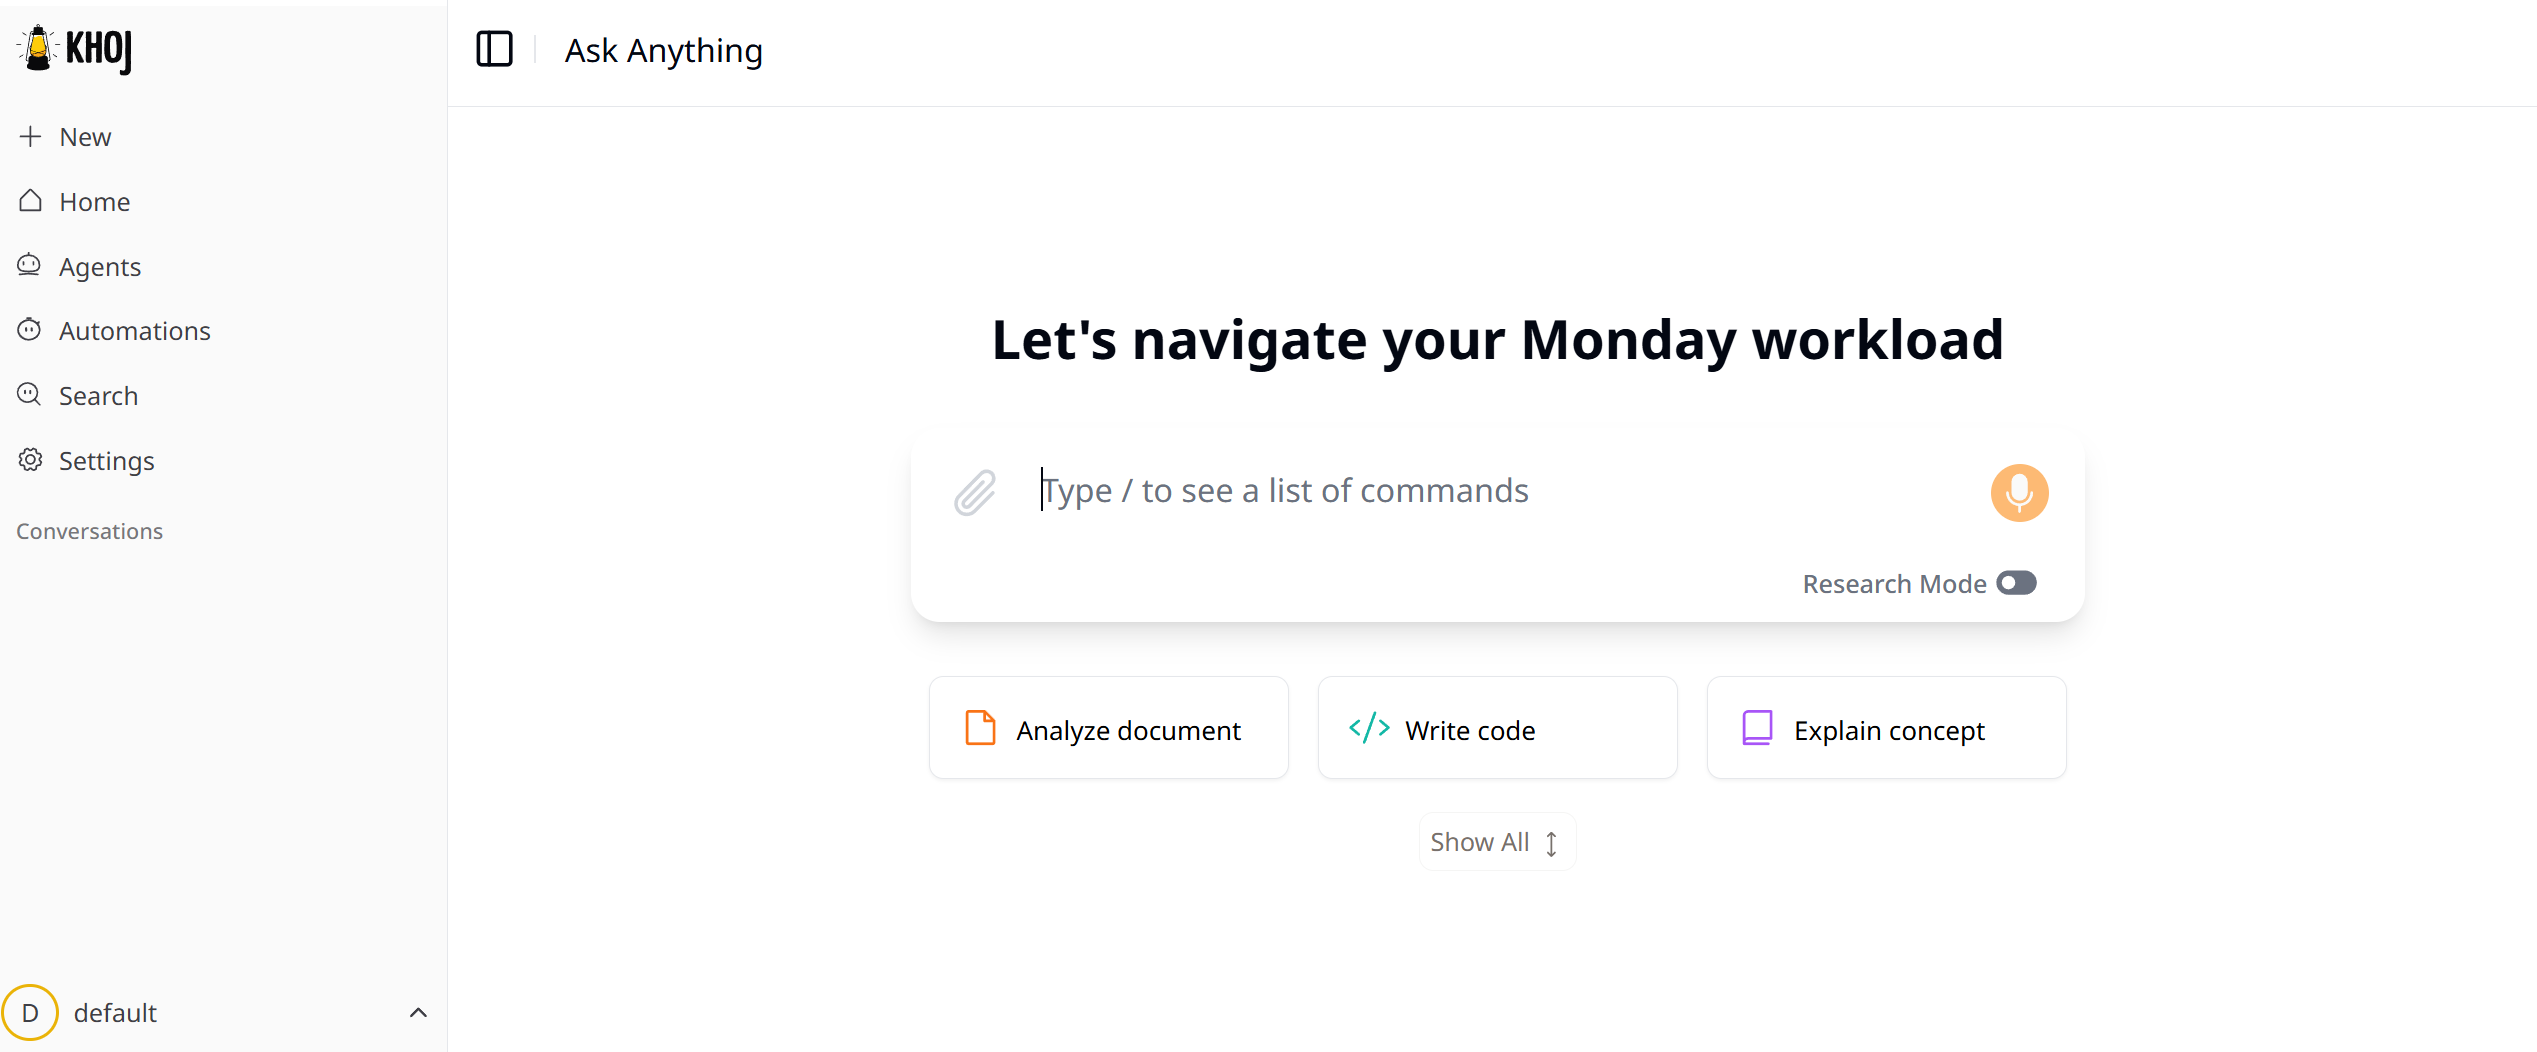 KHOJ
New
Home
Agents
Automations
Search
Settings
Conversations
D default
Ask Anything
Let's navigate your Monday workload
Type / to see a list of commands
Research Mode
Analyze document
Write code
Explain concept
Show All